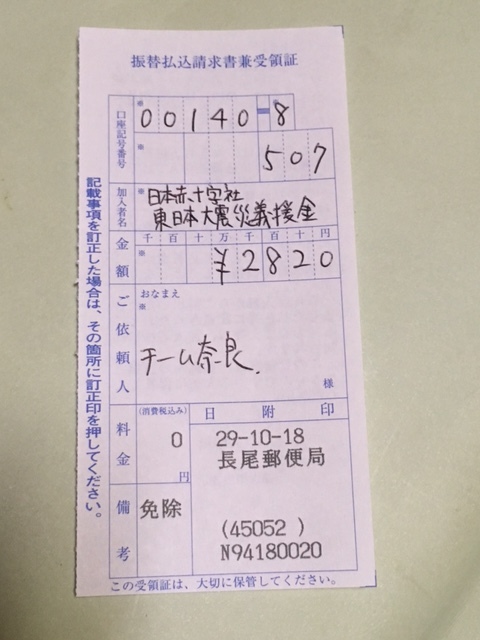 振替払込請求書兼受領証
口座記号番号
※
00140-8
※
507
加入者名
※
日本赤十字社
東日本大震災義援金
金額
千百十万千百十円
※
¥2820
ご依頼人
おなまえ
※
チーム奈良.
様
料金
(消費税込み)
0
円
日附印
29-10-18
長尾郵便局
(45052 )
N94180020
備考
免除
記載事項を訂正した場合は、その箇所に訂正印を押してください。
この受領証は、大切に保管してください。